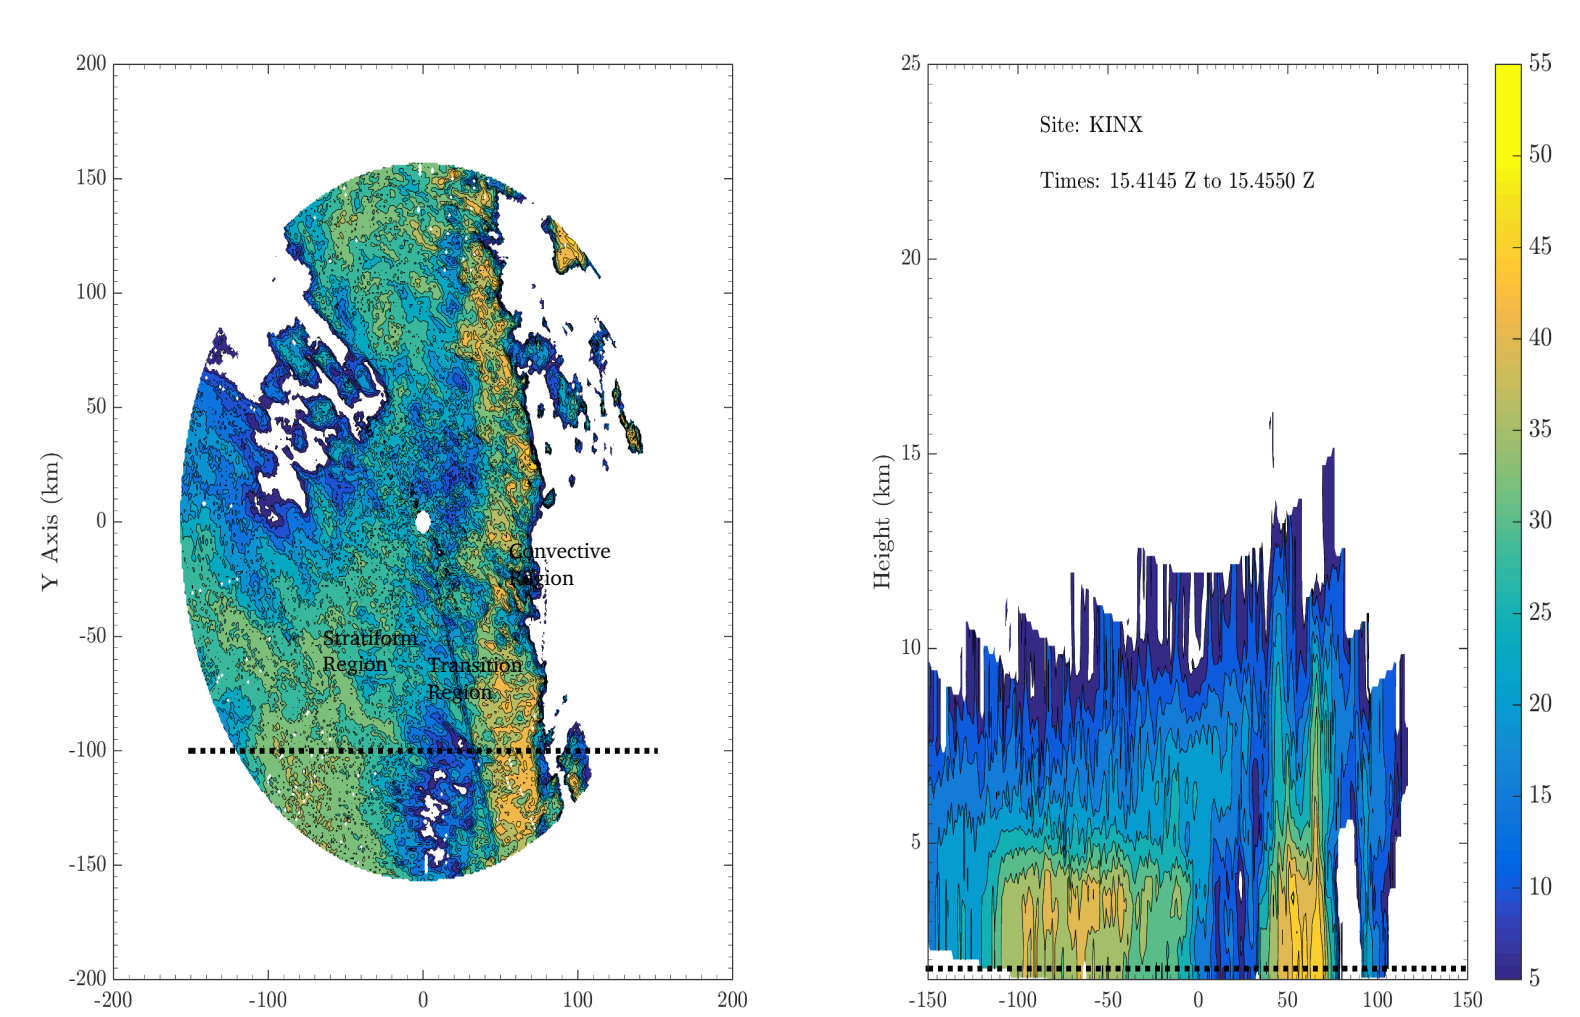 200
150
100
50
0
-50
-100
-150
-200
Y Axis (km)
-200 -100 0 100 200
Convective
Region
Stratiform
Region
Transition
Region
25
20
15
10
5
Height (km)
Site: KINX
Times: 15.4145 Z to 15.4550 Z
-150 -100 -50 0 50 100 150
55
50
45
40
35
30
25
20
15
10
5